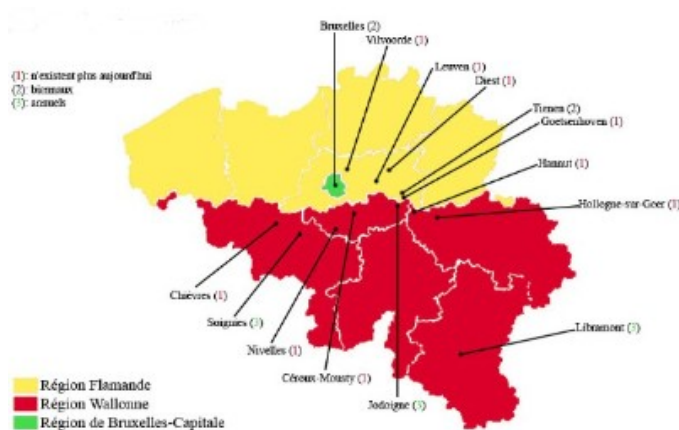 Bruxelles (2)
Vilvoorde (1)
(1): n'existent plus aujourd'hui
(2): biennaux
(3): annuels
Leuven (1)
Diest (1)
Tienen (2)
Goetsenhoven (1)
Hannut (1)
Hollogne-sur-Geer (1)
Chièvres (1)
Soignies (3)
Nivelles (1)
Céroux-Mousty (1)
Jodoigne (3)
Libramont (3)
Région Flamande
Région Wallonne
Région de Bruxelles-Capitale